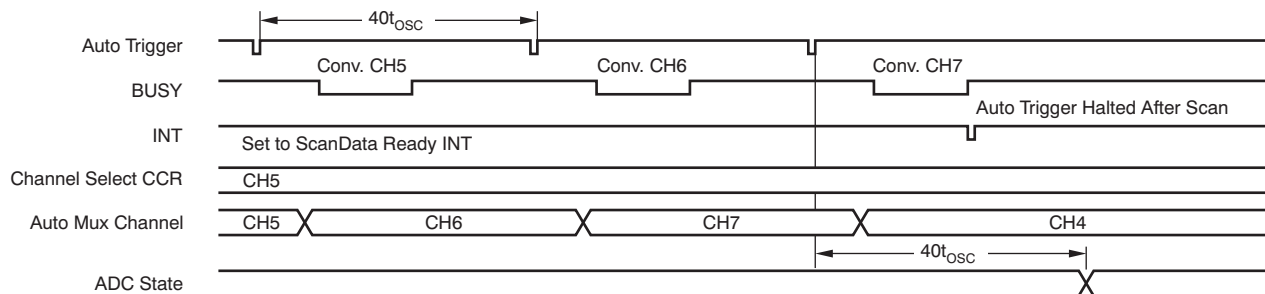 40tOSC
Auto Trigger
Conv. CH5 Conv. CH6 Conv. CH7
BUSY
Auto Trigger Halted After Scan
INT
Set to ScanData Ready INT
Channel Select CCR CH5
Auto Mux Channel CH5 CH6 CH7 CH4
40tOSC
ADC State